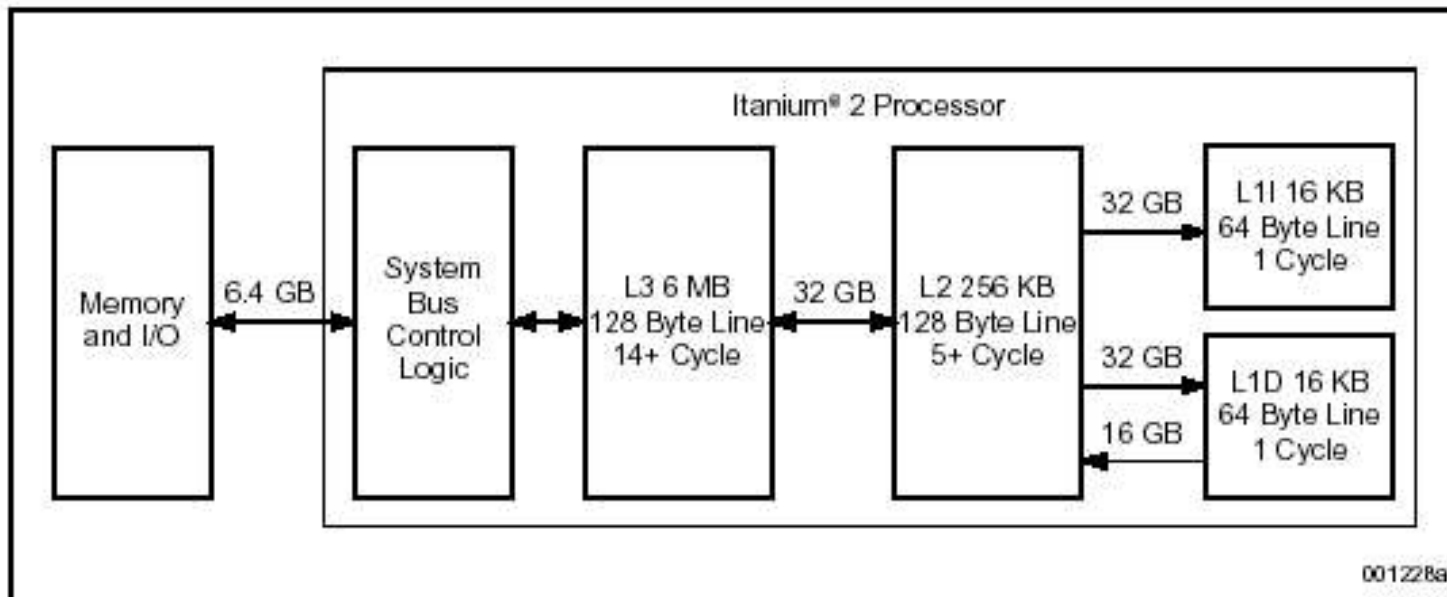 Itanium® 2 Processor
Memory
and I/O
6.4 GB
System
Bus
Control
Logic
L3 6 MB
128 Byte Line
14+ Cycle
32 GB
L2 256 KB
128 Byte Line
5+ Cycle
32 GB
L1I 16 KB
64 Byte Line
1 Cycle
32 GB
16 GB
L1D 16 KB
64 Byte Line
1 Cycle
001228a